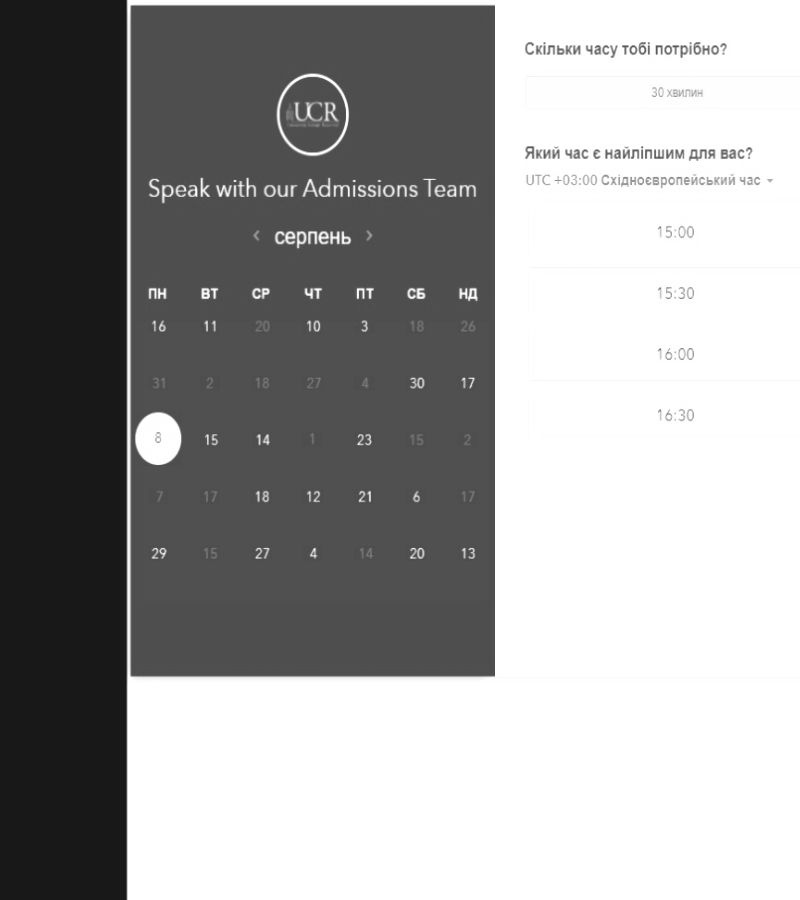 UCR
Speak with our Admissions Team
серпень
ПН ВТ СР ЧТ ПТ СБ НД
16 11 20 10 3 18 26
31 2 18 27 4 30 17
8 15 14 1 23 15 2
7 17 18 12 21 6 17
29 15 27 4 14 20 13
Скільки часу тобі потрібно?
30 хвилин
Який час є найліпшим для вас?
UTC +03:00 Східноєвропейський час
15:00
15:30
16:00
16:30